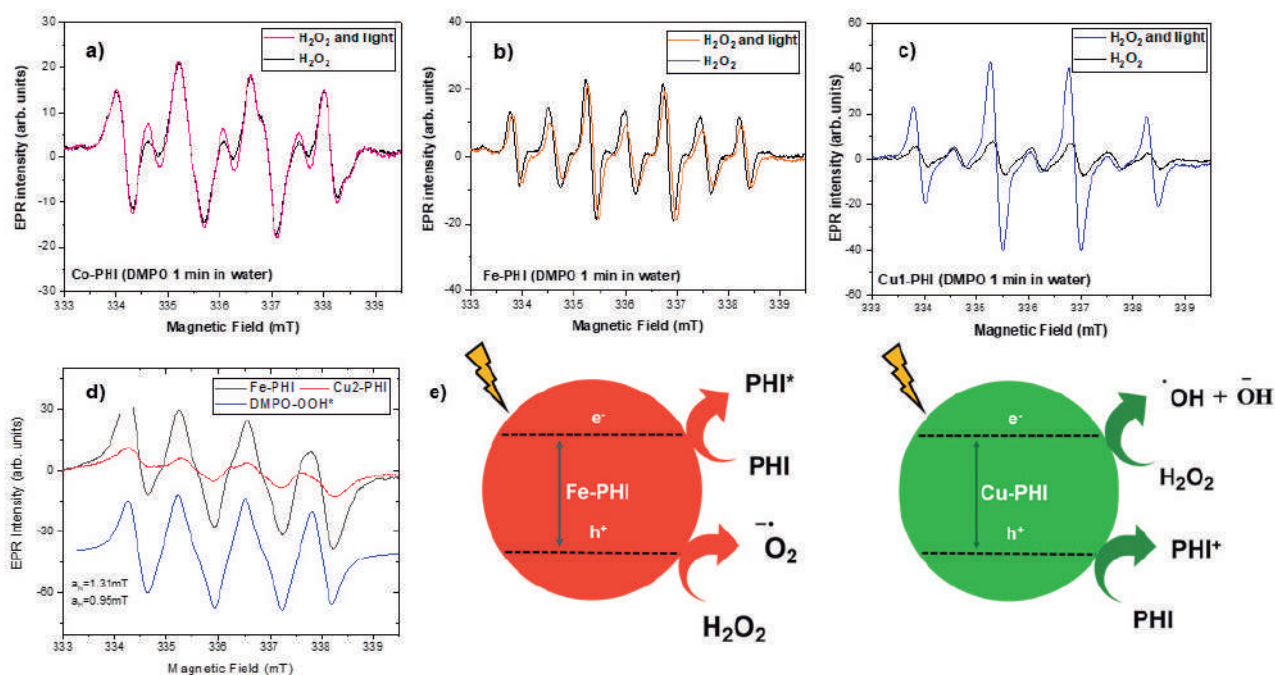 a)
H₂O₂ and light
H₂O₂
EPR intensity (arb. units)
30
20
10
0
-10
-20
-30
Co-PHI (DMPO 1 min in water)
333 334 335 336 337 338 339
Magnetic Field (mT)
b)
H₂O₂ and light
H₂O₂
EPR intensity (arb. units)
40
20
0
-20
-40
Fe-PHI (DMPO 1 min in water)
333 334 335 336 337 338 339
Magnetic Field (mT)
c)
H₂O₂ and light
H₂O₂
EPR intensity (arb. units)
60
40
20
0
-20
-40
-60
Cu1-PHI (DMPO 1 min in water)
333 334 335 336 337 338 339
Magnetic Field (mT)
d)
Fe-PHI Cu2-PHI
DMPO-OOH*
EPR Intensity (arb. units)
30
0
-30
-60
a_N=1.31mT
a_H=0.95mT
333 334 335 336 337 338 339
Magnetic Field (mT)
e)
e⁻
Fe-PHI
h⁺
PHI*
PHI
⁻•O₂
H₂O₂
e⁻
Cu-PHI
h⁺
•OH + ŌH
H₂O₂
PHI⁺
PHI